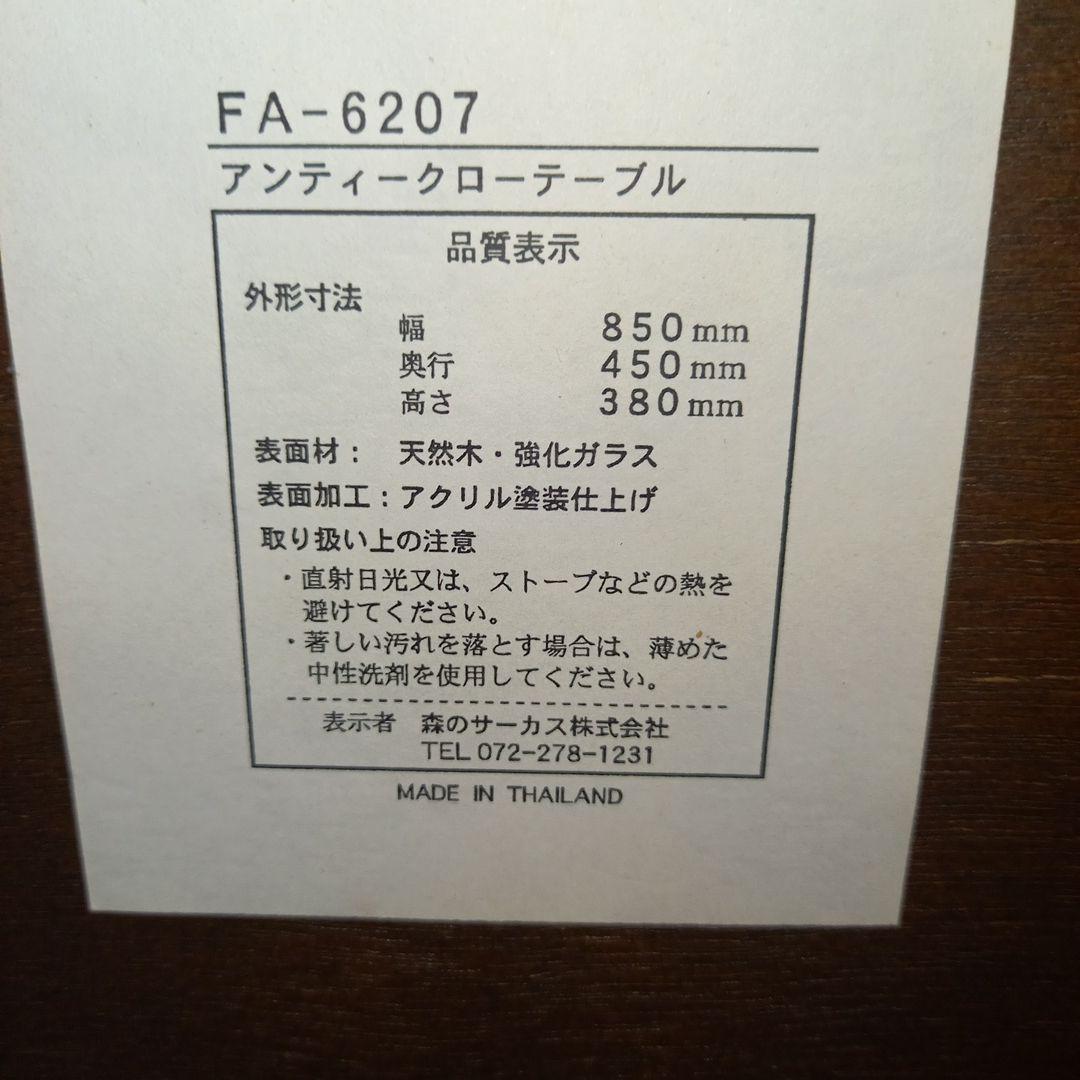 FA-6207
アンティークローテーブル
品質表示
外形寸法
幅 850mm
奥行 450mm
高さ 380mm
表面材： 天然木・強化ガラス
表面加工：アクリル塗装仕上げ
取り扱い上の注意
・直射日光又は、ストーブなどの熱を
避けてください。
・著しい汚れを落とす場合は、薄めた
中性洗剤を使用してください。
表示者 森のサーカス株式会社
TEL 072-278-1231
MADE IN THAILAND